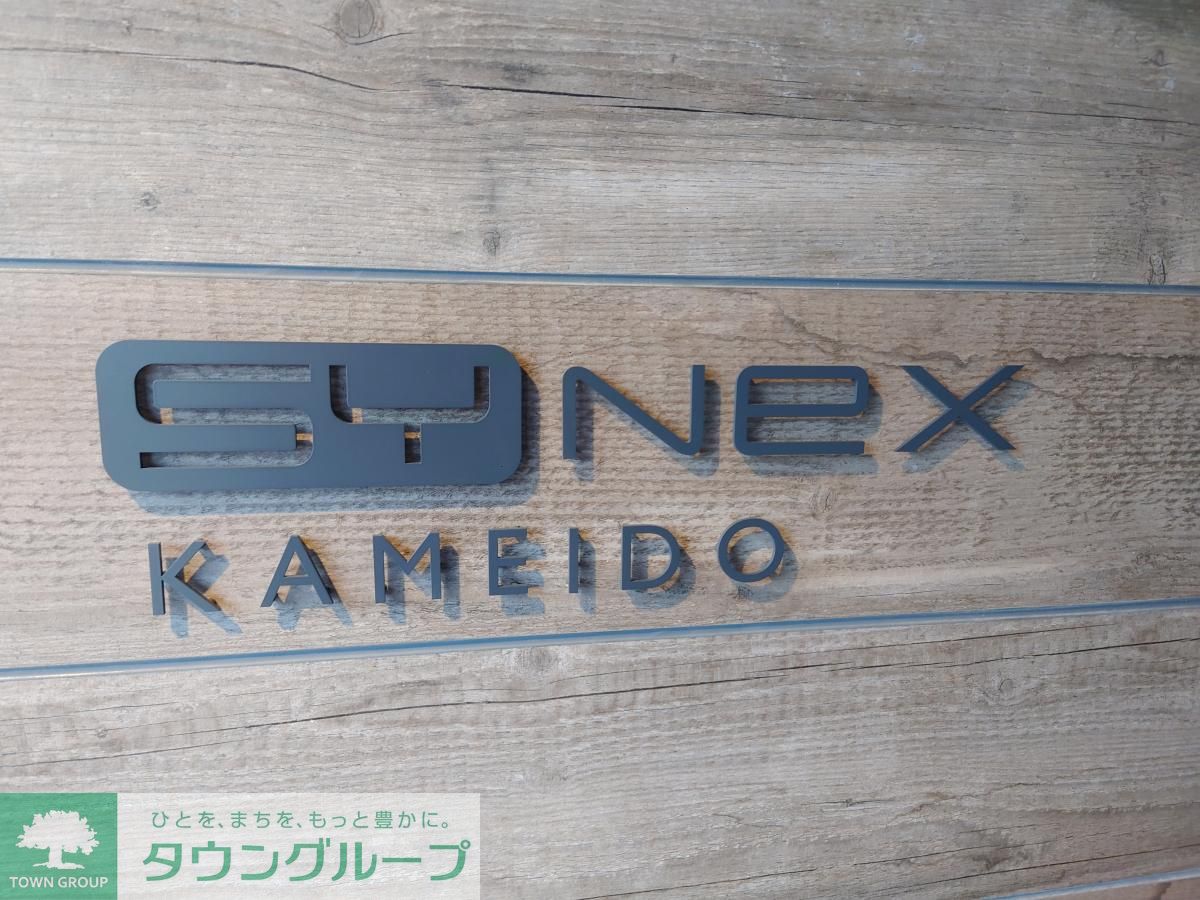 SYNEX
KAMEIDO
ひとを、まちを、もっと豊かに。
タウングループ
TOWN GROUP